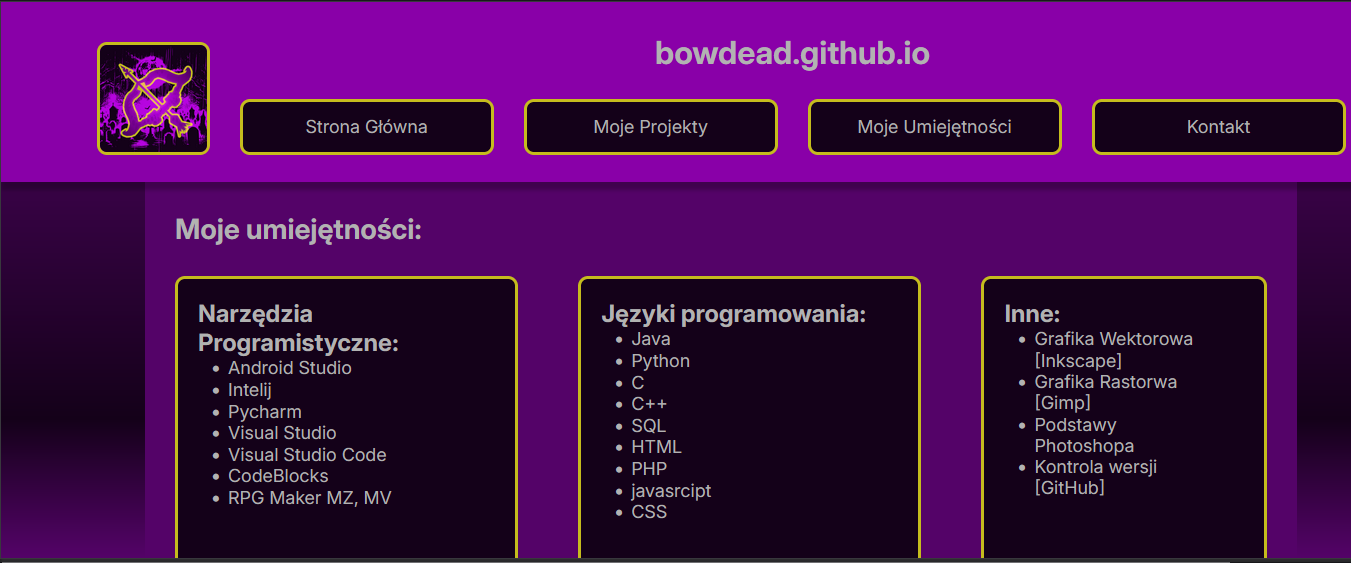 bowdead.github.io
Strona Główna
Moje Projekty
Moje Umiejętności
Kontakt
Moje umiejętności:
Narzędzia
Programistyczne:
• Android Studio
• Intelij
• Pycharm
• Visual Studio
• Visual Studio Code
• CodeBlocks
• RPG Maker MZ, MV
Języki programowania:
• Java
• Python
• C
• C++
• SQL
• HTML
• PHP
• javasrcipt
• CSS
Inne:
• Grafika Wektorowa
[Inkscape]
• Grafika Rastorwa
[Gimp]
• Podstawy
Photoshopa
• Kontrola wersji
[GitHub]